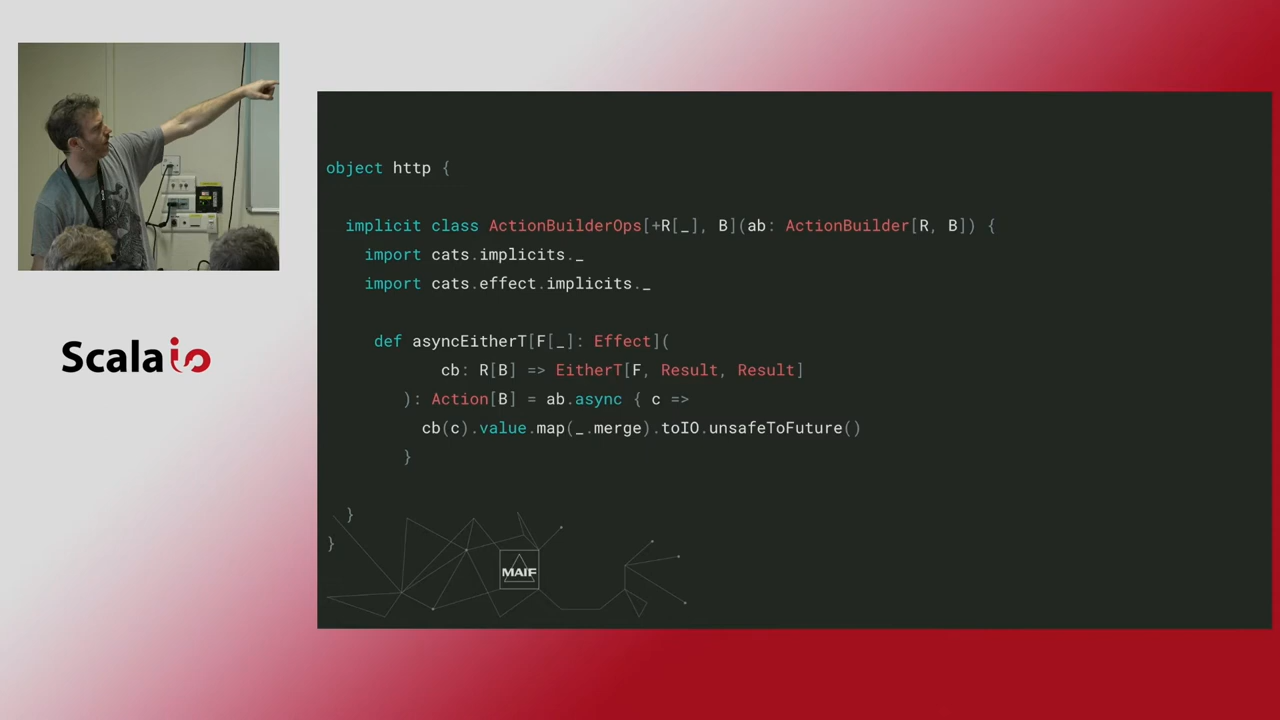 object http {
implicit class ActionBuilderOps[+R[_], B](ab: ActionBuilder[R, B]) {
import cats.implicits._
import cats.effect.implicits._
def asyncEitherT[F[_]: Effect](
cb: R[B] => EitherT[F, Result, Result]
): Action[B] = ab.async { c =>
cb(c).value.map(_.merge).toIO.unsafeToFuture()
}
}
}
Scala io
MAIF